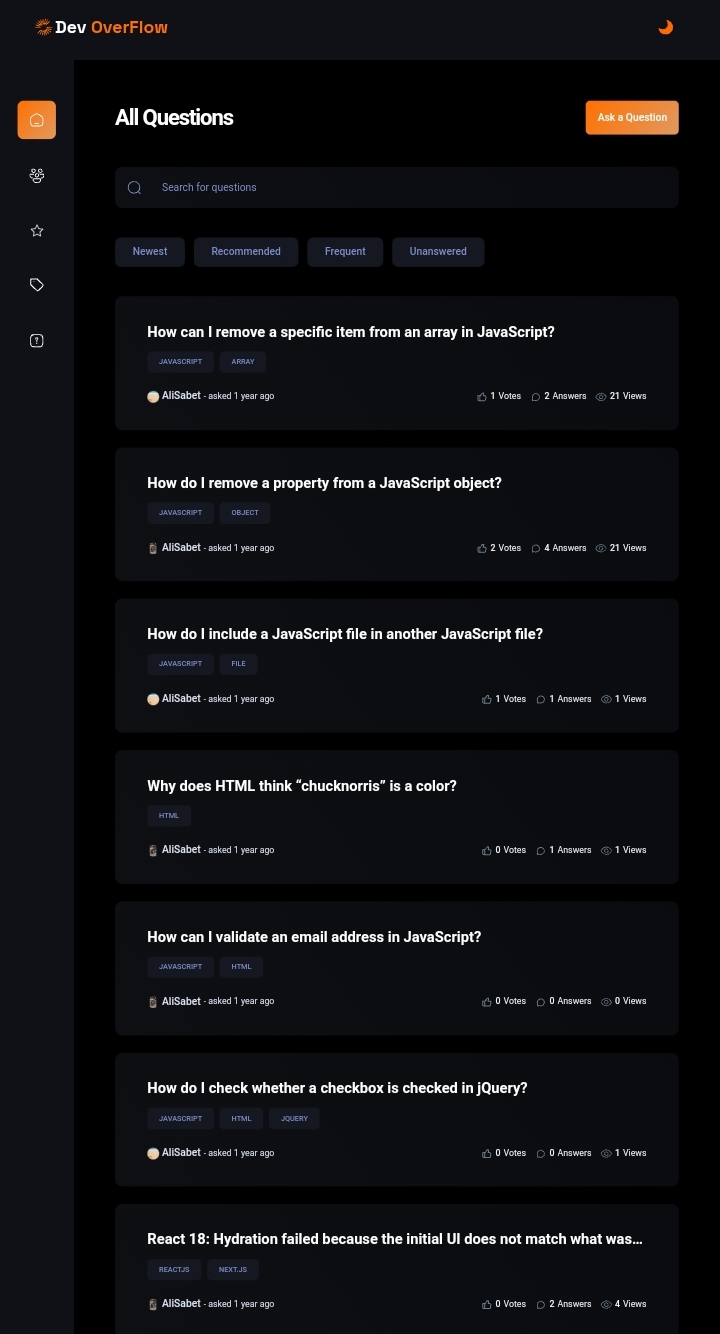 Dev OverFlow
All Questions
Ask a Question
Search for questions
Newest Recommended Frequent Unanswered
How can I remove a specific item from an array in JavaScript?
JAVASCRIPT ARRAY
AliSabet - asked 1 year ago 1 Votes 2 Answers 21 Views
How do I remove a property from a JavaScript object?
JAVASCRIPT OBJECT
AliSabet - asked 1 year ago 2 Votes 4 Answers 21 Views
How do I include a JavaScript file in another JavaScript file?
JAVASCRIPT FILE
AliSabet - asked 1 year ago 1 Votes 1 Answers 1 Views
Why does HTML think “chucknorris” is a color?
HTML
AliSabet - asked 1 year ago 0 Votes 1 Answers 1 Views
How can I validate an email address in JavaScript?
JAVASCRIPT HTML
AliSabet - asked 1 year ago 0 Votes 0 Answers 0 Views
How do I check whether a checkbox is checked in jQuery?
JAVASCRIPT HTML JQUERY
AliSabet - asked 1 year ago 0 Votes 0 Answers 1 Views
React 18: Hydration failed because the initial UI does not match what was...
REACTJS NEXT.JS
AliSabet - asked 1 year ago 0 Votes 2 Answers 4 Views